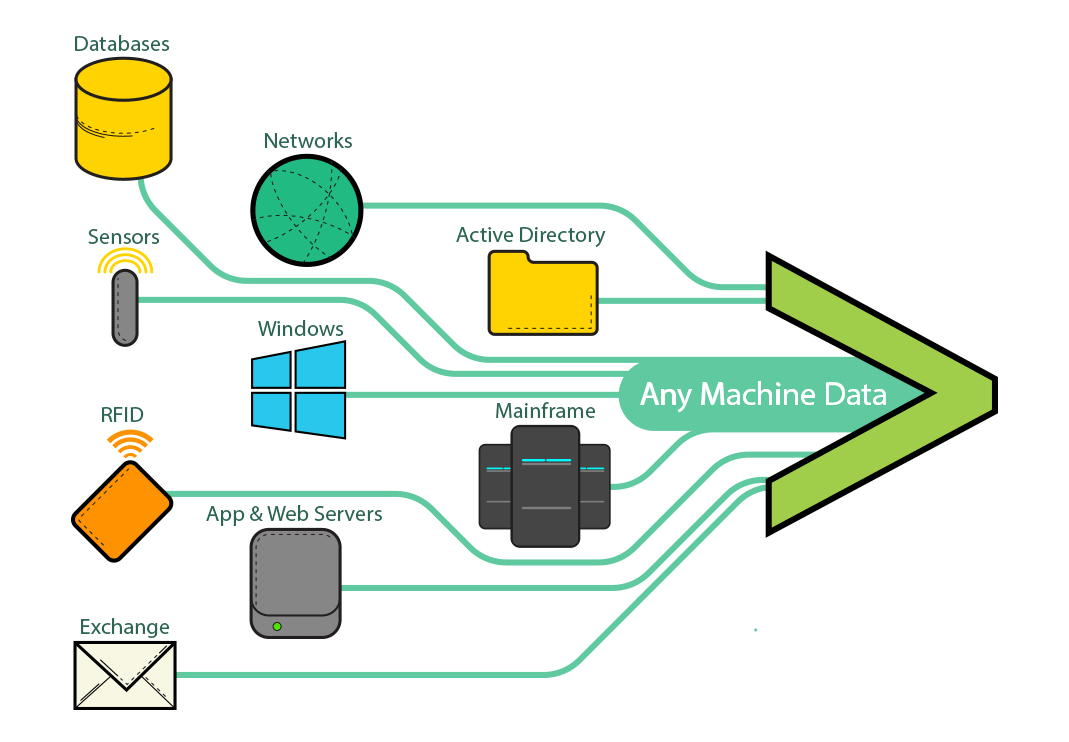 Databases
Networks
Sensors
Active Directory
Windows
Any Machine Data
RFID
Mainframe
App & Web Servers
Exchange